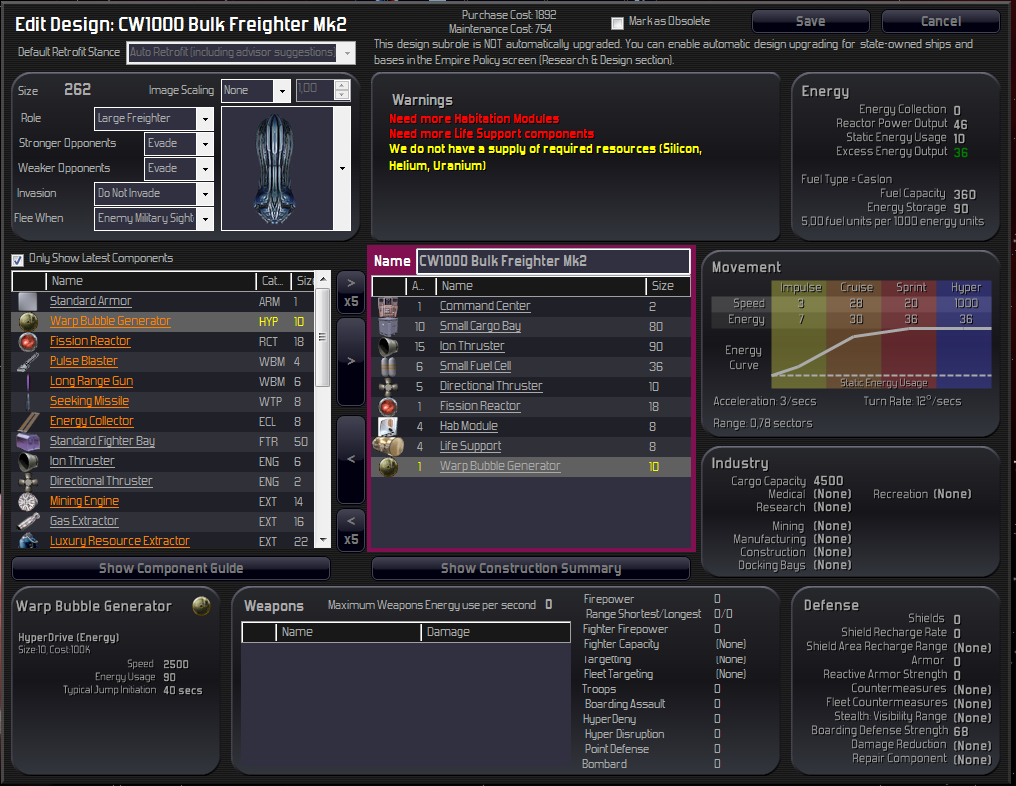 Edit Design: CW1000 Bulk Freighter Mk2
Purchase Cost: 1892
Maintenance Cost: 754
Mark as Obsolete
Save
Cancel
Default Retrofit Stance
Auto Retrofit (including advisor suggestions)
This design subrole is NOT automatically upgraded. You can enable automatic design upgrading for state-owned ships and
bases in the Empire Policy screen (Research & Design section).
Size 262
Image Scaling None 1,00
Role Large Freighter
Stronger Opponents Evade
Weaker Opponents Evade
Invasion Do Not Invade
Flee When Enemy Military Sight
Warnings
Need more Habitation Modules
Need more Life Support components
We do not have a supply of required resources (Silicon,
Helium, Uranium)
Energy
Energy Collection 0
Reactor Power Output 46
Static Energy Usage 10
Excess Energy Output 36
Fuel Type = Caslon
Fuel Capacity 360
Energy Storage 90
5,00 fuel units per 1000 energy units
Only Show Latest Components
Name Cat... Siz
Standard Armor ARM 1
Warp Bubble Generator HYP 10
Fission Reactor RCT 18
Pulse Blaster WBM 4
Long Range Gun WBM 6
Seeking Missile WTP 8
Energy Collector ECL 8
Standard Fighter Bay FTR 50
Ion Thruster ENG 6
Directional Thruster ENG 2
Mining Engine EXT 14
Gas Extractor EXT 16
Luxury Resource Extractor EXT 22
>
x5
>
<
<
x5
Name CW1000 Bulk Freighter Mk2
A... Name Size
1 Command Center 2
10 Small Cargo Bay 80
15 Ion Thruster 90
6 Small Fuel Cell 36
5 Directional Thruster 10
1 Fission Reactor 18
4 Hab Module 8
4 Life Support 8
1 Warp Bubble Generator 10
Movement
Impulse Cruise Sprint Hyper
Speed 3 28 20 1000
Energy 7 30 36 36
Energy
Curve
Static Energy Usage
Acceleration: 3/secs Turn Rate: 12°/secs
Range: 0,78 sectors
Industry
Cargo Capacity 4500
Medical (None) Recreation (None)
Research (None)
Mining (None)
Manufacturing (None)
Construction (None)
Docking Bays (None)
Show Component Guide
Show Construction Summary
Warp Bubble Generator
HyperDrive (Energy)
Size:10, Cost:100K
Speed 2500
Energy Usage 90
Typical Jump Initiation 40 secs
Weapons Maximum Weapons Energy use per second 0
Name Damage
Firepower 0
Range Shortest/Longest 0/0
Fighter Firepower 0
Fighter Capacity (None)
Targetting (None)
Fleet Targetting (None)
Troops 0
Boarding Assault 0
HyperDeny 0
Hyper Disruption 0
Point Defense 0
Bombard 0
Defense
Shields 0
Shield Recharge Rate 0
Shield Area Recharge Range (None)
Armor 0
Reactive Armor Strength 0
Countermeasures (None)
Fleet Countermeasures (None)
Stealth: Visibility Range (None)
Boarding Defense Strength 68
Damage Reduction (None)
Repair Component (None)